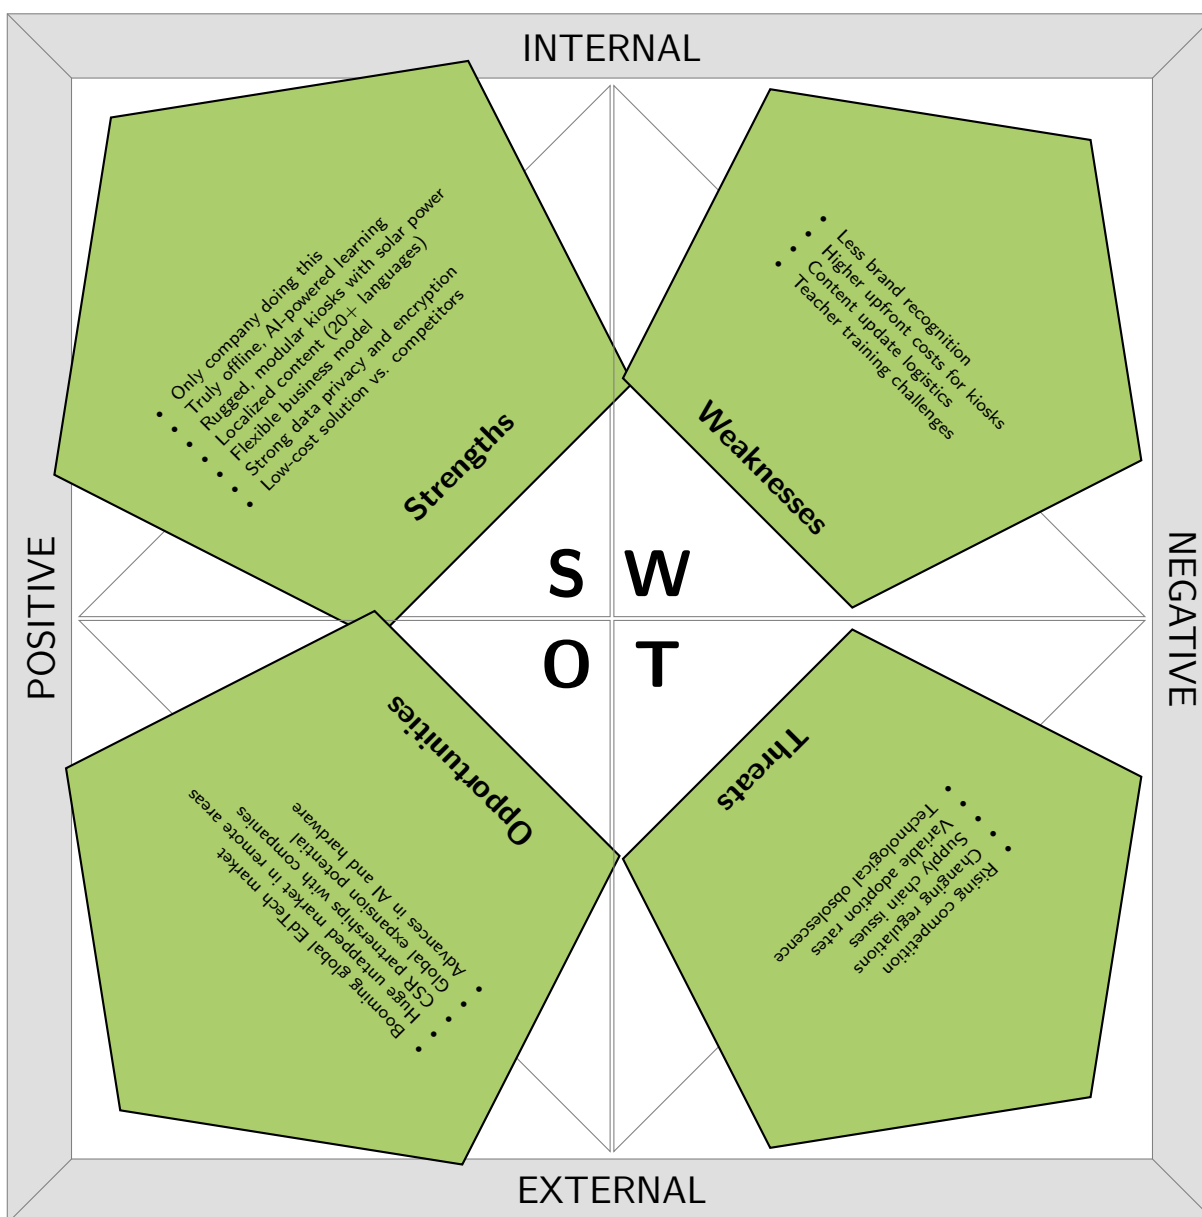 INTERNAL
POSITIVE
NEGATIVE
EXTERNAL
S W
O T
Strengths
• Only company doing this
• Truly offline, AI-powered learning
• Rugged, modular kiosks with solar power
• Localized content (20+ languages)
• Flexible business model
• Strong data privacy and encryption
• Low-cost solution vs. competitors
Weaknesses
• Less brand recognition
• Higher upfront costs for kiosks
• Content update logistics
• Teacher training challenges
Opportunities
• Booming global EdTech market
• Huge untapped market in remote areas
• CSR partnerships with companies
• Global expansion potential
• Advances in AI and hardware
Threats
• Rising competition
• Changing regulations
• Supply chain issues
• Variable adoption rates
• Technological obsolescence